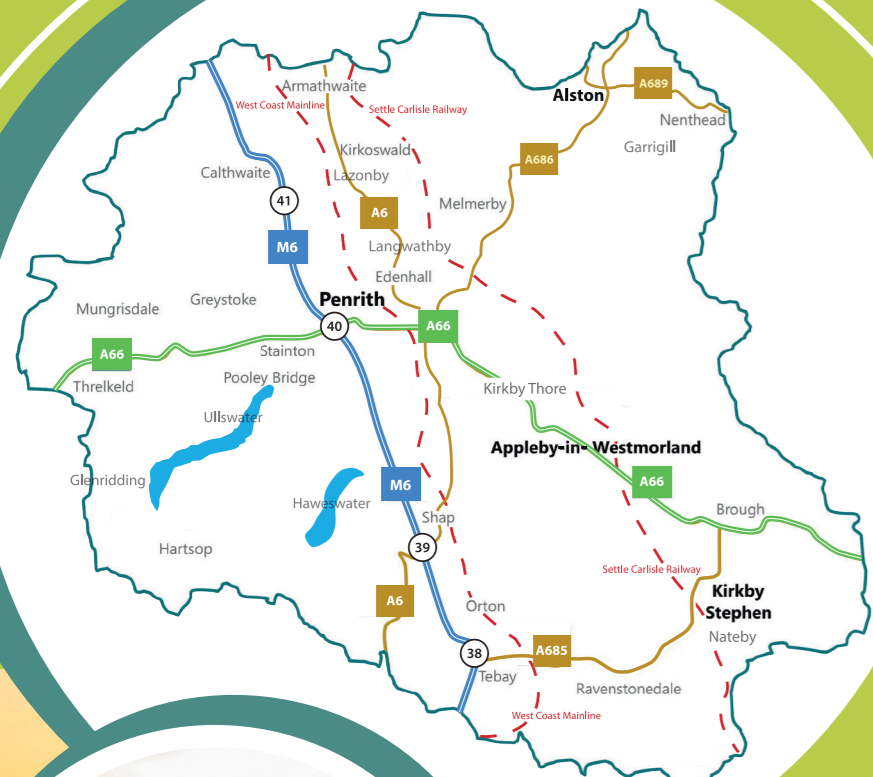 Armathwaite
West Coast Mainline
Settle Carlisle Railway
Alston
A689
Nenthead
Garrigill
Kirkoswald
A686
Calthwaite
Lazonby
41
A6
Melmerby
M6
Langwathby
Edenhall
Mungrisdale
Greystoke
Penrith
40
A66
A66
Stainton
Threlkeld
Pooley Bridge
Kirkby Thore
Ullswater
Appleby-in-Westmorland
Glenridding
M6
A66
Haweswater
Shap
Brough
39
Hartsop
Settle Carlisle Railway
A6
Orton
Kirkby
Stephen
Nateby
38
A685
Tebay
Ravenstonedale
West Coast Mainline